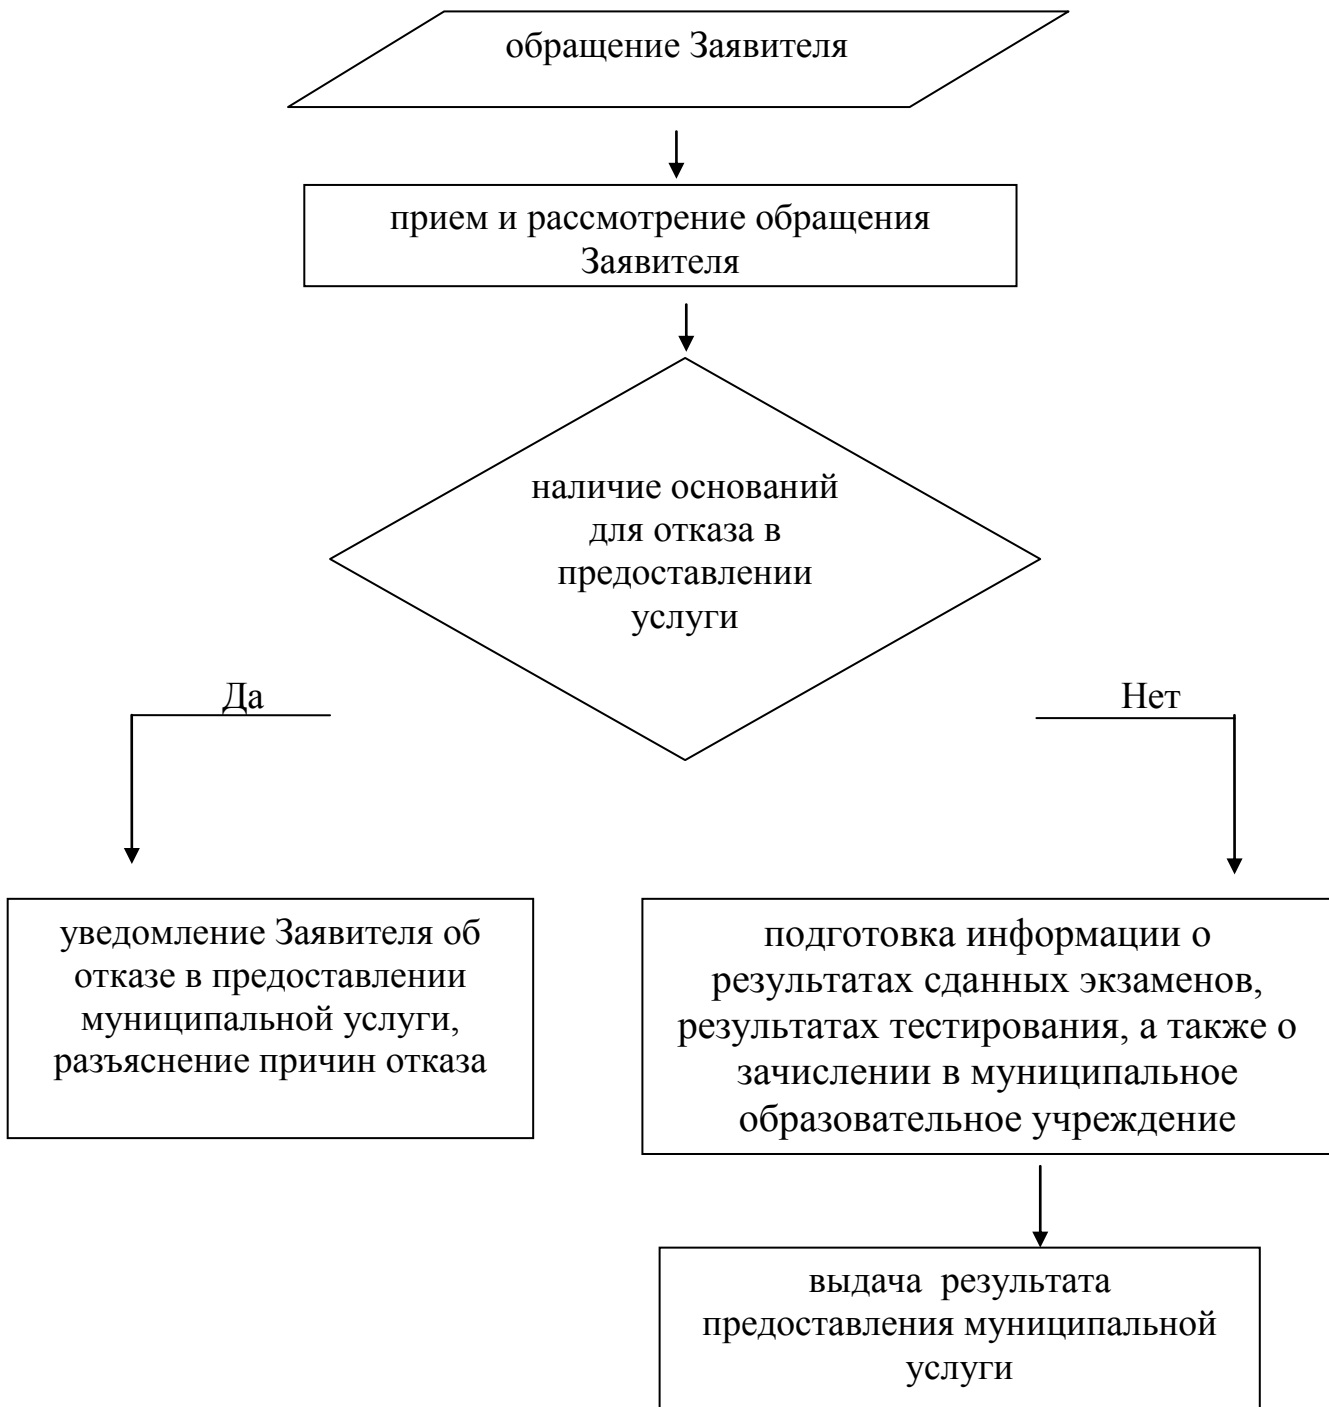 обращение Заявителя
прием и рассмотрение обращения
Заявителя
наличие оснований
для отказа в
предоставлении
услуги
Да
Нет
уведомление Заявителя об
отказе в предоставлении
муниципальной услуги,
разъяснение причин отказа
подготовка информации о
результатах сданных экзаменов,
результатах тестирования, а также о
зачислении в муниципальное
образовательное учреждение
выдача результата
предоставления муниципальной
услуги